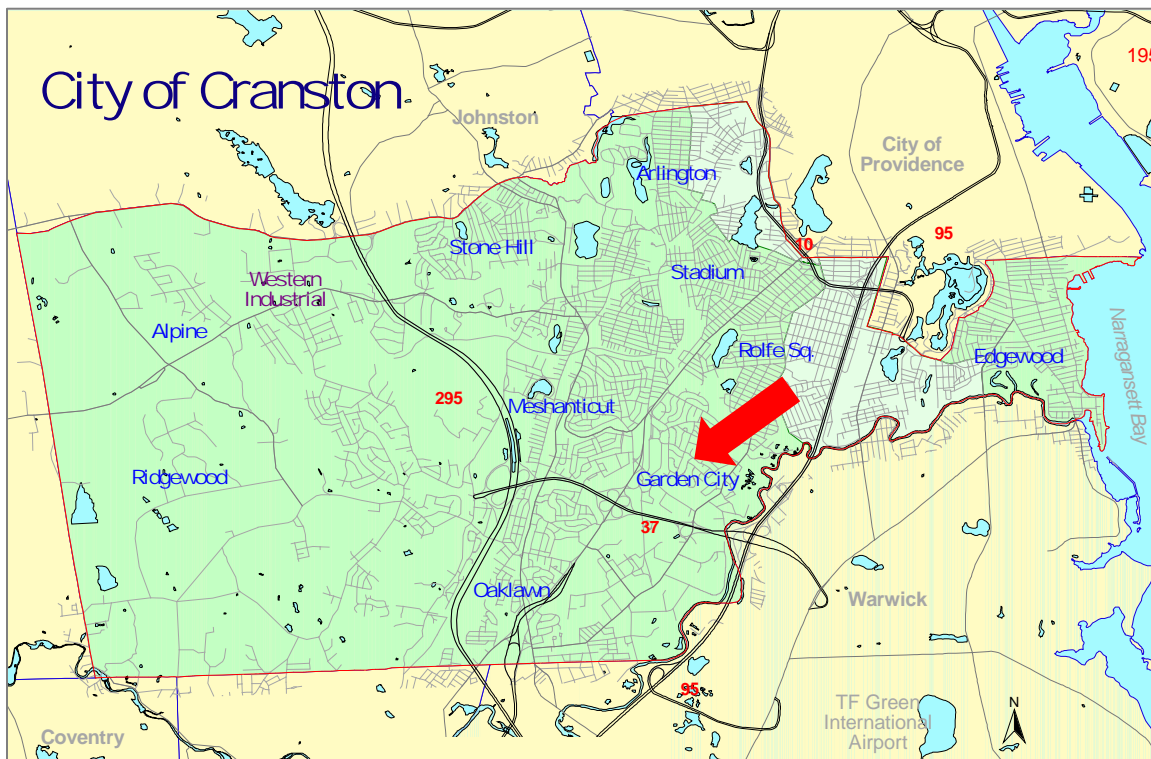 City of Cranston
195
Johnston
City of
Providence
Arlington
10
95
Stone Hill
Stadium
Western
Industrial
Alpine
Rolfe Sq.
Edgewood
Narragansett Bay
295
Meshanticut
Ridgewood
Garden City
37
Oaklawn
Warwick
95
TF Green
International
Airport
N
Coventry